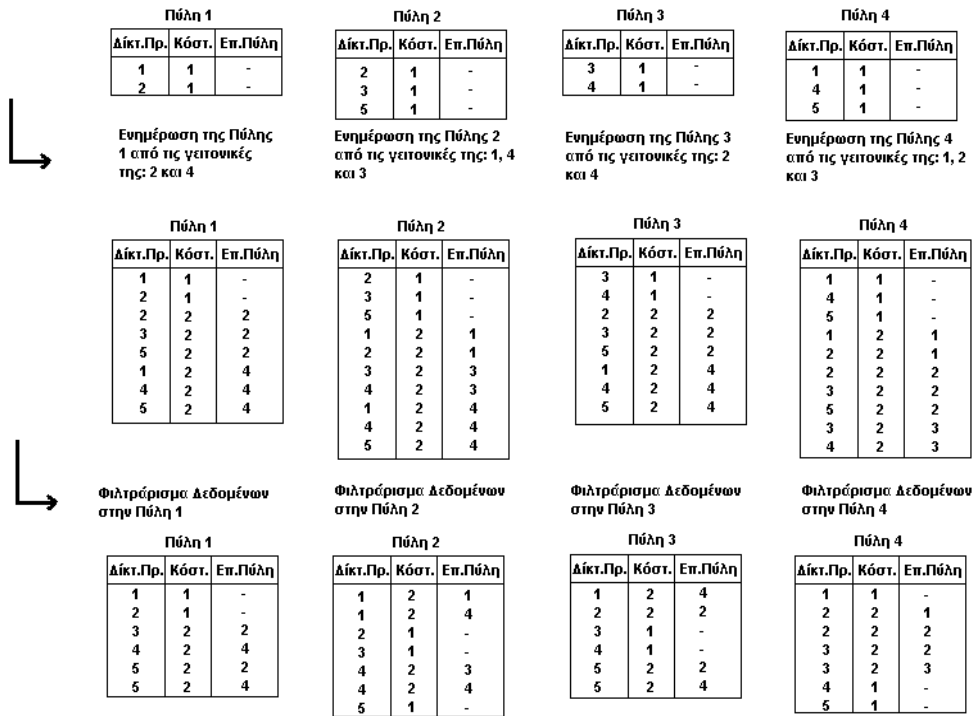 Πύλη 1 Πύλη 2 Πύλη 3 Πύλη 4
Δίκτ.Πρ. Κόστ. Επ.Πύλη Δίκτ.Πρ. Κόστ. Επ.Πύλη Δίκτ.Πρ. Κόστ. Επ.Πύλη Δίκτ.Πρ. Κόστ. Επ.Πύλη
1 1 - 2 1 - 3 1 - 1 1 -
2 1 - 3 1 - 4 1 - 4 1 -
5 1 - 5 1 -
Ενημέρωση της Πύλης
1 από τις γειτονικές
της: 2 και 4
Ενημέρωση της Πύλης 2
από τις γειτονικές της: 1, 4
και 3
Ενημέρωση της Πύλης 3
από τις γειτονικές της: 2
και 4
Ενημέρωση της Πύλης 4
από τις γειτονικές της: 1, 2
και 3
Πύλη 1
Δίκτ.Πρ. Κόστ. Επ.Πύλη
1 1 -
2 1 -
2 2 2
3 2 2
5 2 2
1 2 4
4 2 4
5 2 4
Πύλη 2
Δίκτ.Πρ. Κόστ. Επ.Πύλη
2 1 -
3 1 -
5 1 -
1 2 1
2 2 1
3 2 3
4 2 3
1 2 4
4 2 4
5 2 4
Πύλη 3
Δίκτ.Πρ. Κόστ. Επ.Πύλη
3 1 -
4 1 -
2 2 2
3 2 2
5 2 2
1 2 4
4 2 4
5 2 4
Πύλη 4
Δίκτ.Πρ. Κόστ. Επ.Πύλη
1 1 -
4 1 -
5 1 -
1 2 1
2 2 1
2 2 2
3 2 2
5 2 2
3 2 3
4 2 3
Φιλτράρισμα Δεδομένων
στην Πύλη 1
Φιλτράρισμα Δεδομένων
στην Πύλη 2
Φιλτράρισμα Δεδομένων
στην Πύλη 3
Φιλτράρισμα Δεδομένων
στην Πύλη 4
Πύλη 1
Δίκτ.Πρ. Κόστ. Επ.Πύλη
1 1 -
2 1 -
3 2 2
4 2 4
5 2 2
5 2 4
Πύλη 2
Δίκτ.Πρ. Κόστ. Επ.Πύλη
1 2 1
1 2 4
2 1 -
3 1 -
4 2 3
4 2 4
5 1 -
Πύλη 3
Δίκτ.Πρ. Κόστ. Επ.Πύλη
1 2 4
2 2 2
3 1 -
4 1 -
5 2 2
5 2 4
Πύλη 4
Δίκτ.Πρ. Κόστ. Επ.Πύλη
1 1 -
2 2 1
2 2 2
3 2 2
3 2 3
4 1 -
5 1 -